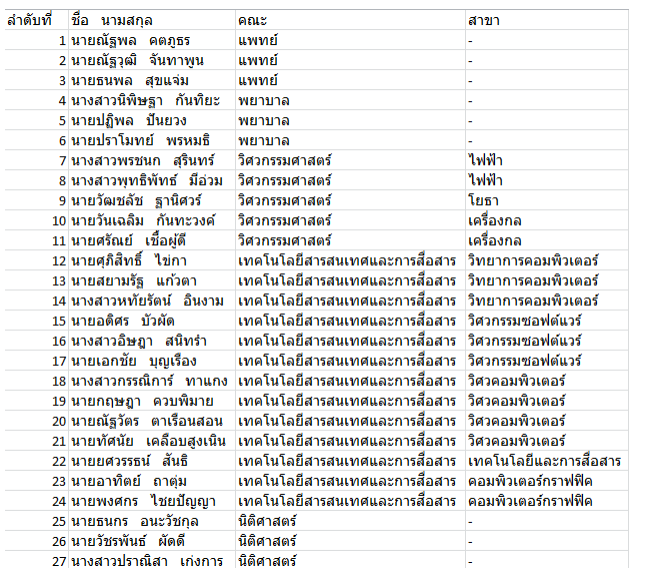 ลำดับที่ ชื่อ นามสกุล คณะ สาขา
1 นายณัฐพล คตภูธร แพทย์ -
2 นายณัฐวุฒิ จันทาพูน แพทย์ -
3 นายธนพล สุขแจ่ม แพทย์ -
4 นางสาวนิพิษฐา กันทิยะ พยาบาล -
5 นายปฏิพล ปันยวง พยาบาล -
6 นายปราโมทย์ พรหมธิ พยาบาล -
7 นางสาวพรชนก สุรินทร์ วิศวกรรมศาสตร์ ไฟฟ้า
8 นางสาวพุทธิพัทธ์ มีอ่วม วิศวกรรมศาสตร์ ไฟฟ้า
9 นายวัฒชลัช ฐานิศวร์ วิศวกรรมศาสตร์ โยธา
10 นายวันเฉลิม กันทะวงค์ วิศวกรรมศาสตร์ เครื่องกล
11 นายศรัณย์ เชื้อผู้ดี วิศวกรรมศาสตร์ เครื่องกล
12 นายศุภิสิทธิ์ ไข่กา เทคโนโลยีสารสนเทศและการสื่อสาร วิทยาการคอมพิวเตอร์
13 นายสยามรัฐ แก้วตา เทคโนโลยีสารสนเทศและการสื่อสาร วิทยาการคอมพิวเตอร์
14 นางสาวหทัยรัตน์ อินงาม เทคโนโลยีสารสนเทศและการสื่อสาร วิทยาการคอมพิวเตอร์
15 นายอดิศร บัวผัด เทคโนโลยีสารสนเทศและการสื่อสาร วิศวกรรมซอฟต์แวร์
16 นางสาวอิษฎา สนิทรำ เทคโนโลยีสารสนเทศและการสื่อสาร วิศวกรรมซอฟต์แวร์
17 นายเอกชัย บุญเรือง เทคโนโลยีสารสนเทศและการสื่อสาร วิศวกรรมซอฟต์แวร์
18 นางสาวกรรณิการ์ ทาแกง เทคโนโลยีสารสนเทศและการสื่อสาร วิศวคอมพิวเตอร์
19 นายกฤษฎา ควบพิมาย เทคโนโลยีสารสนเทศและการสื่อสาร วิศวคอมพิวเตอร์
20 นายณัฐวัตร ตาเรือนสอน เทคโนโลยีสารสนเทศและการสื่อสาร วิศวคอมพิวเตอร์
21 นายทัศนัย เคลือบสูงเนิน เทคโนโลยีสารสนเทศและการสื่อสาร วิศวคอมพิวเตอร์
22 นายยศวรรธน์ สันธิ เทคโนโลยีสารสนเทศและการสื่อสาร เทคโนโลยีและการสื่อสาร
23 นายอาทิตย์ ถาตุ่ม เทคโนโลยีสารสนเทศและการสื่อสาร คอมพิวเตอร์กราฟฟิค
24 นายพงศกร ไชยปัญญา เทคโนโลยีสารสนเทศและการสื่อสาร คอมพิวเตอร์กราฟฟิค
25 นายธนกร อนะวัชกุล นิติศาสตร์ -
26 นายวัชรพันธ์ ผัดดี นิติศาสตร์ -
27 นางสาวปราณิสา เก่งการ นิติศาสตร์ -